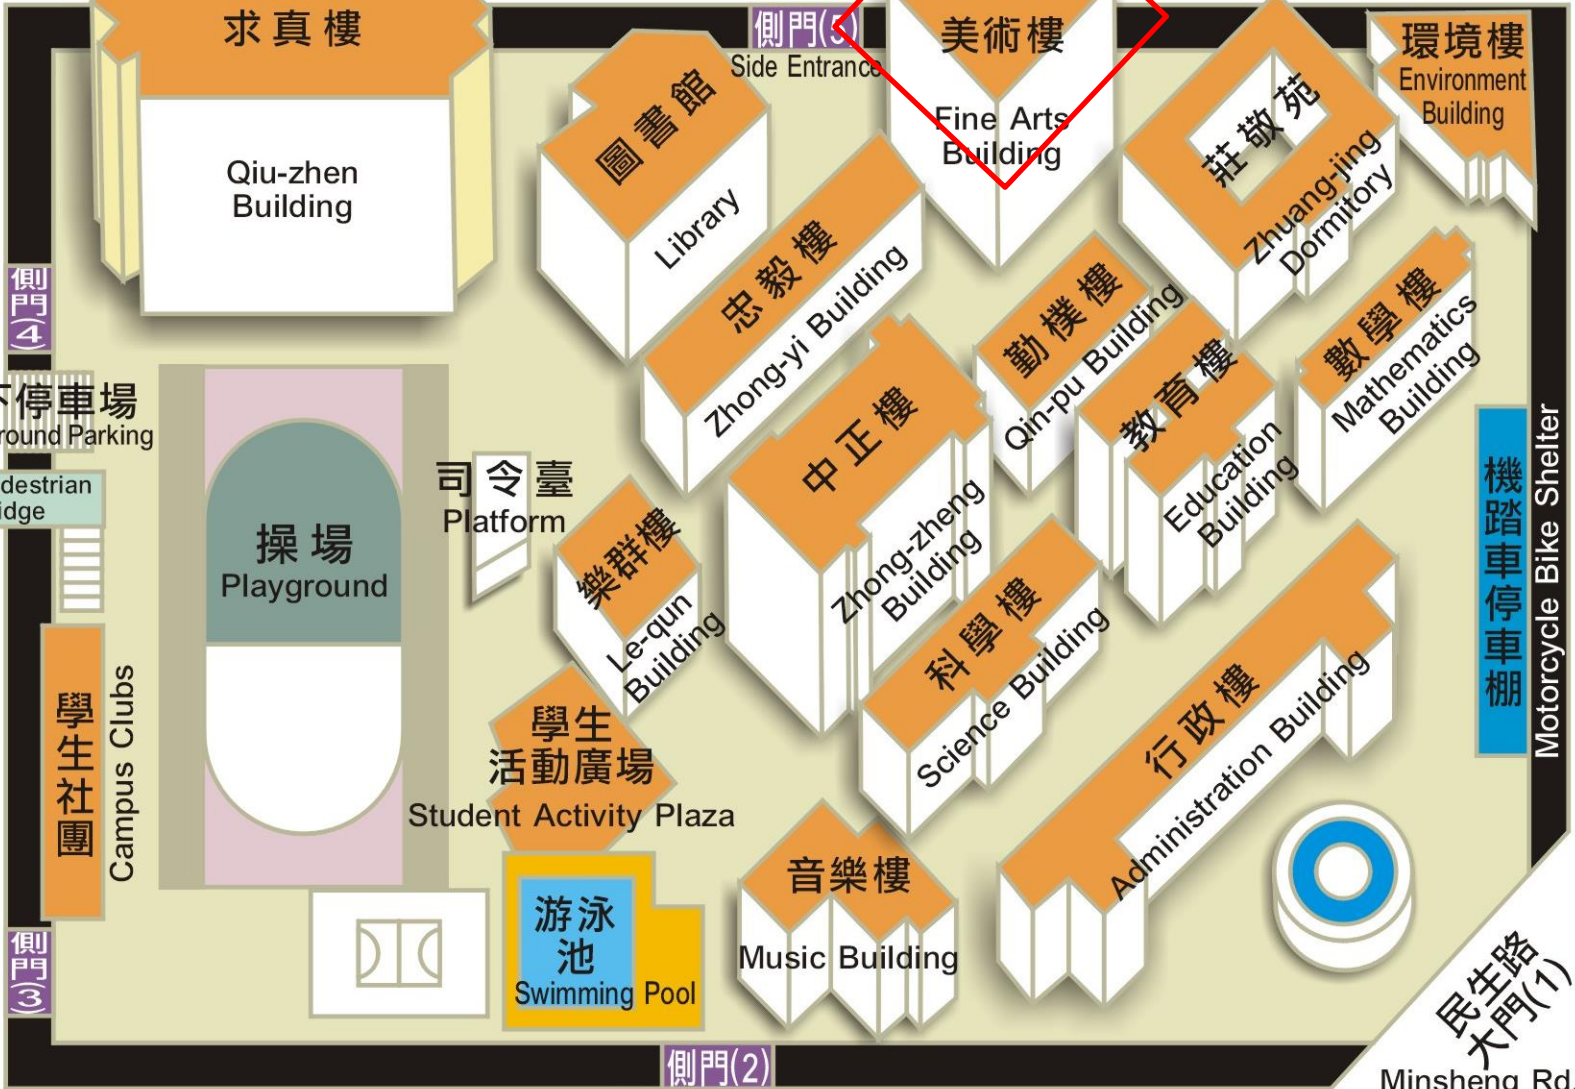 求真樓
Qiu-zhen
Building
側門(5)
Side Entrance
美術樓
Fine Arts
Building
環境樓
Environment
Building
圖書館
Library
莊敬苑
Zhuang-jing
Dormitory
忠毅樓
Zhong-yi Building
勤樸樓
Qin-pu Building
數學樓
Mathematics
Building
側門(4)
下停車場
round Parking
destrian
idge
操場
Playground
司令臺
Platform
中正樓
Zhong-zheng
Building
教育樓
Education
Building
機踏車停車棚
Motorcycle Bike Shelter
樂群樓
Le-qun
Building
科學樓
Science Building
行政樓
Administration Building
學生社團
Campus Clubs
學生
活動廣場
Student Activity Plaza
音樂樓
Music Building
游泳
池
Swimming Pool
側門(3)
側門(2)
民生路
大門(1)
Minsheng Rd.